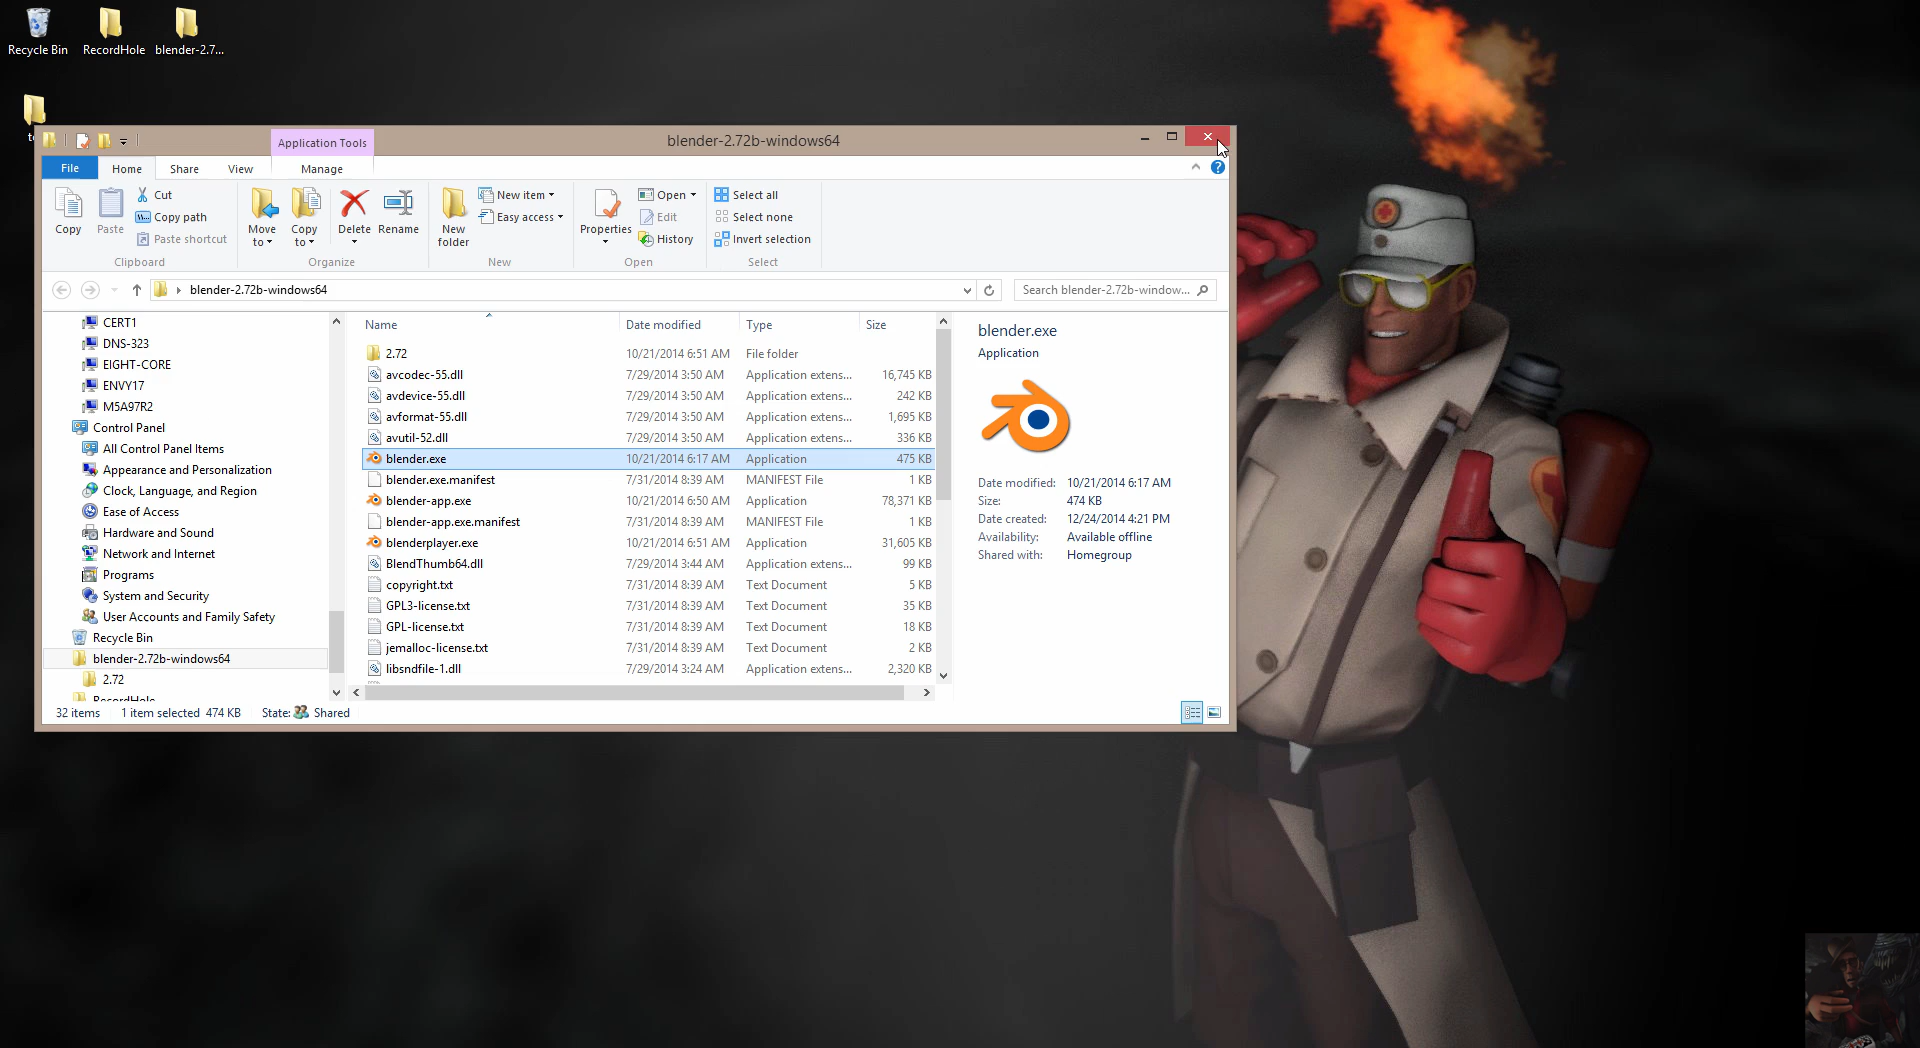 Recycle Bin
RecordHole
blender-2.7...
Application Tools
blender-2.72b-windows64
File
Home
Share
View
Manage
Copy
Paste
Cut
Copy path
Paste shortcut
Clipboard
Move to
Copy to
Delete
Rename
Organize
New folder
New item
Easy access
New
Properties
Open
Edit
History
Open
Select all
Select none
Invert selection
Select
blender-2.72b-windows64
Search blender-2.72b-window...
CERT1
DNS-323
EIGHT-CORE
ENVY17
M5A97R2
Control Panel
All Control Panel Items
Appearance and Personalization
Clock, Language, and Region
Ease of Access
Hardware and Sound
Network and Internet
Programs
System and Security
User Accounts and Family Safety
Recycle Bin
blender-2.72b-windows64
2.72
RecordHole
Name Date modified Type Size
2.72 10/21/2014 6:51 AM File folder
avcodec-55.dll 7/29/2014 3:50 AM Application extens... 16,745 KB
avdevice-55.dll 7/29/2014 3:50 AM Application extens... 242 KB
avformat-55.dll 7/29/2014 3:50 AM Application extens... 1,695 KB
avutil-52.dll 7/29/2014 3:50 AM Application extens... 336 KB
blender.exe 10/21/2014 6:17 AM Application 475 KB
blender.exe.manifest 7/31/2014 8:39 AM MANIFEST File 1 KB
blender-app.exe 10/21/2014 6:50 AM Application 78,371 KB
blender-app.exe.manifest 7/31/2014 8:39 AM MANIFEST File 1 KB
blenderplayer.exe 10/21/2014 6:51 AM Application 31,605 KB
BlendThumb64.dll 7/29/2014 3:44 AM Application extens... 99 KB
copyright.txt 7/31/2014 8:39 AM Text Document 5 KB
GPL3-license.txt 7/31/2014 8:39 AM Text Document 35 KB
GPL-license.txt 7/31/2014 8:39 AM Text Document 18 KB
jemalloc-license.txt 7/31/2014 8:39 AM Text Document 2 KB
libsndfile-1.dll 7/29/2014 3:24 AM Application extens... 2,320 KB
blender.exe
Application
Date modified: 10/21/2014 6:17 AM
Size: 474 KB
Date created: 12/24/2014 4:21 PM
Availability: Available offline
Shared with: Homegroup
32 items 1 item selected 474 KB State: Shared